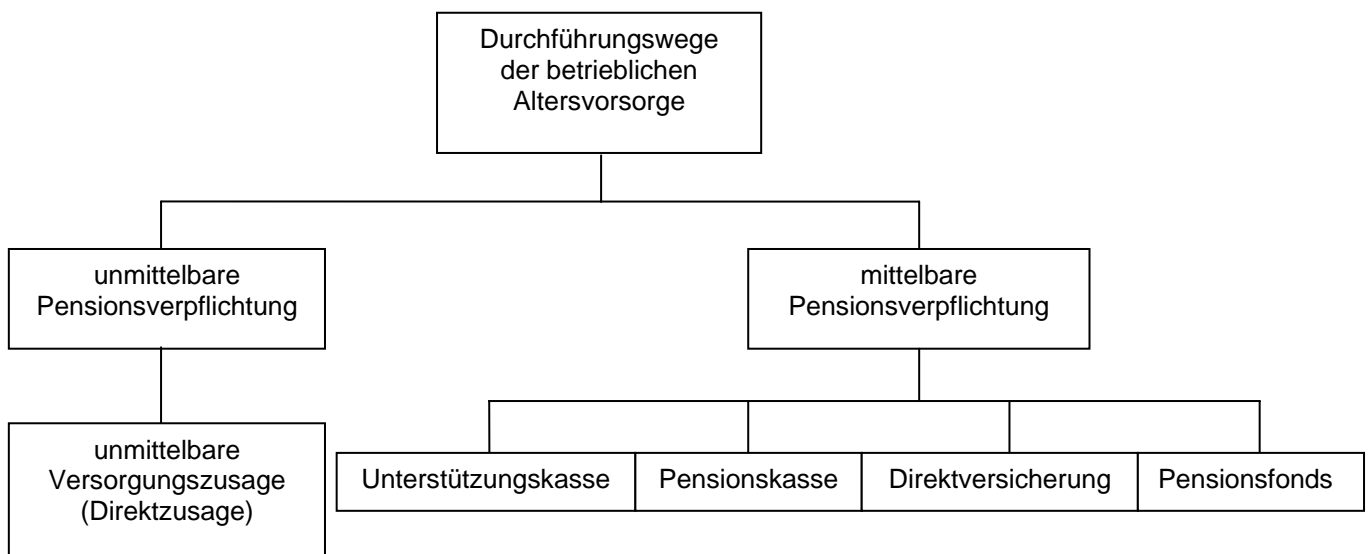 Durchführungswege
der betrieblichen
Altersvorsorge
unmittelbare
Pensionsverpflichtung
mittelbare
Pensionsverpflichtung
unmittelbare
Versorgungszusage
(Direktzusage)
Unterstützungskasse
Pensionskasse
Direktversicherung
Pensionsfonds